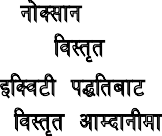 नोक्सान
विस्तृत
इक्विटी पद्धतिबाट
विस्तृत आम्दानीमा